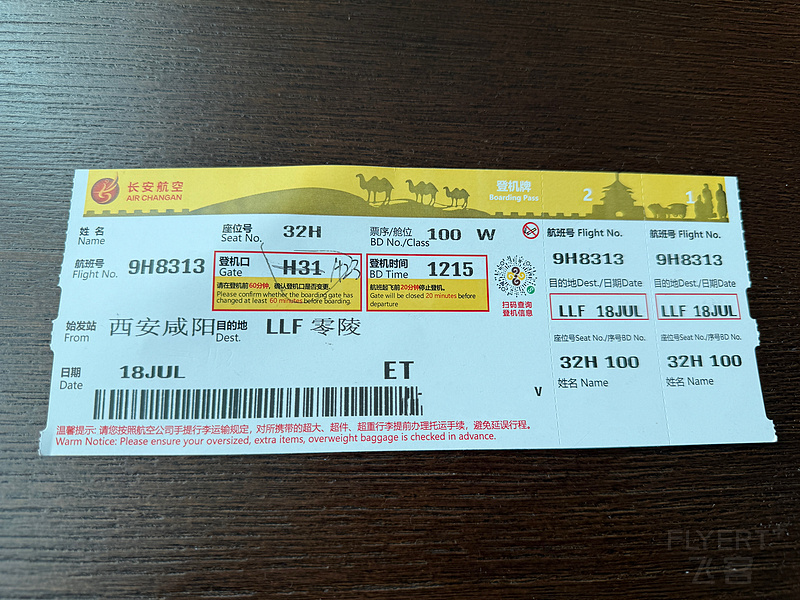 长安航空
AIR CHANGAN
登机牌
Boarding Pass
2
1
姓 名
Name
座位号
Seat No.
32H
票序/舱位
BD No./Class
100 W
航班号
Flight No.
9H8313
登机口
Gate
H31
A23
登机时间
BD Time
1215
请在登机前60分钟，确认登机口是否变更。
Please confirm whether the boarding gate has
changed at least 60 minutes before boarding.
航班起飞前20分钟停止登机。
Gate will be closed 20 minutes before
departure
扫码查询
登机信息
始发站
From
西安咸阳
目的地
Dest.
LLF 零陵
日期
Date
18JUL
ET
V
温馨提示: 请您按照航空公司手提行李运输规定，对所携带的超大、超件、超重行李提前办理托运手续，避免延误行程。
Warm Notice: Please ensure your oversized, extra items, overweight baggage is checked in advance.
航班号 Flight No.
9H8313
目的地Dest./日期Date
LLF 18JUL
座位号Seat No./序号BD No.
32H 100
姓名 Name
航班号 Flight No.
9H8313
目的地Dest./日期Date
LLF 18JUL
座位号Seat No./序号BD No.
32H 100
姓名 Name
FLYERT